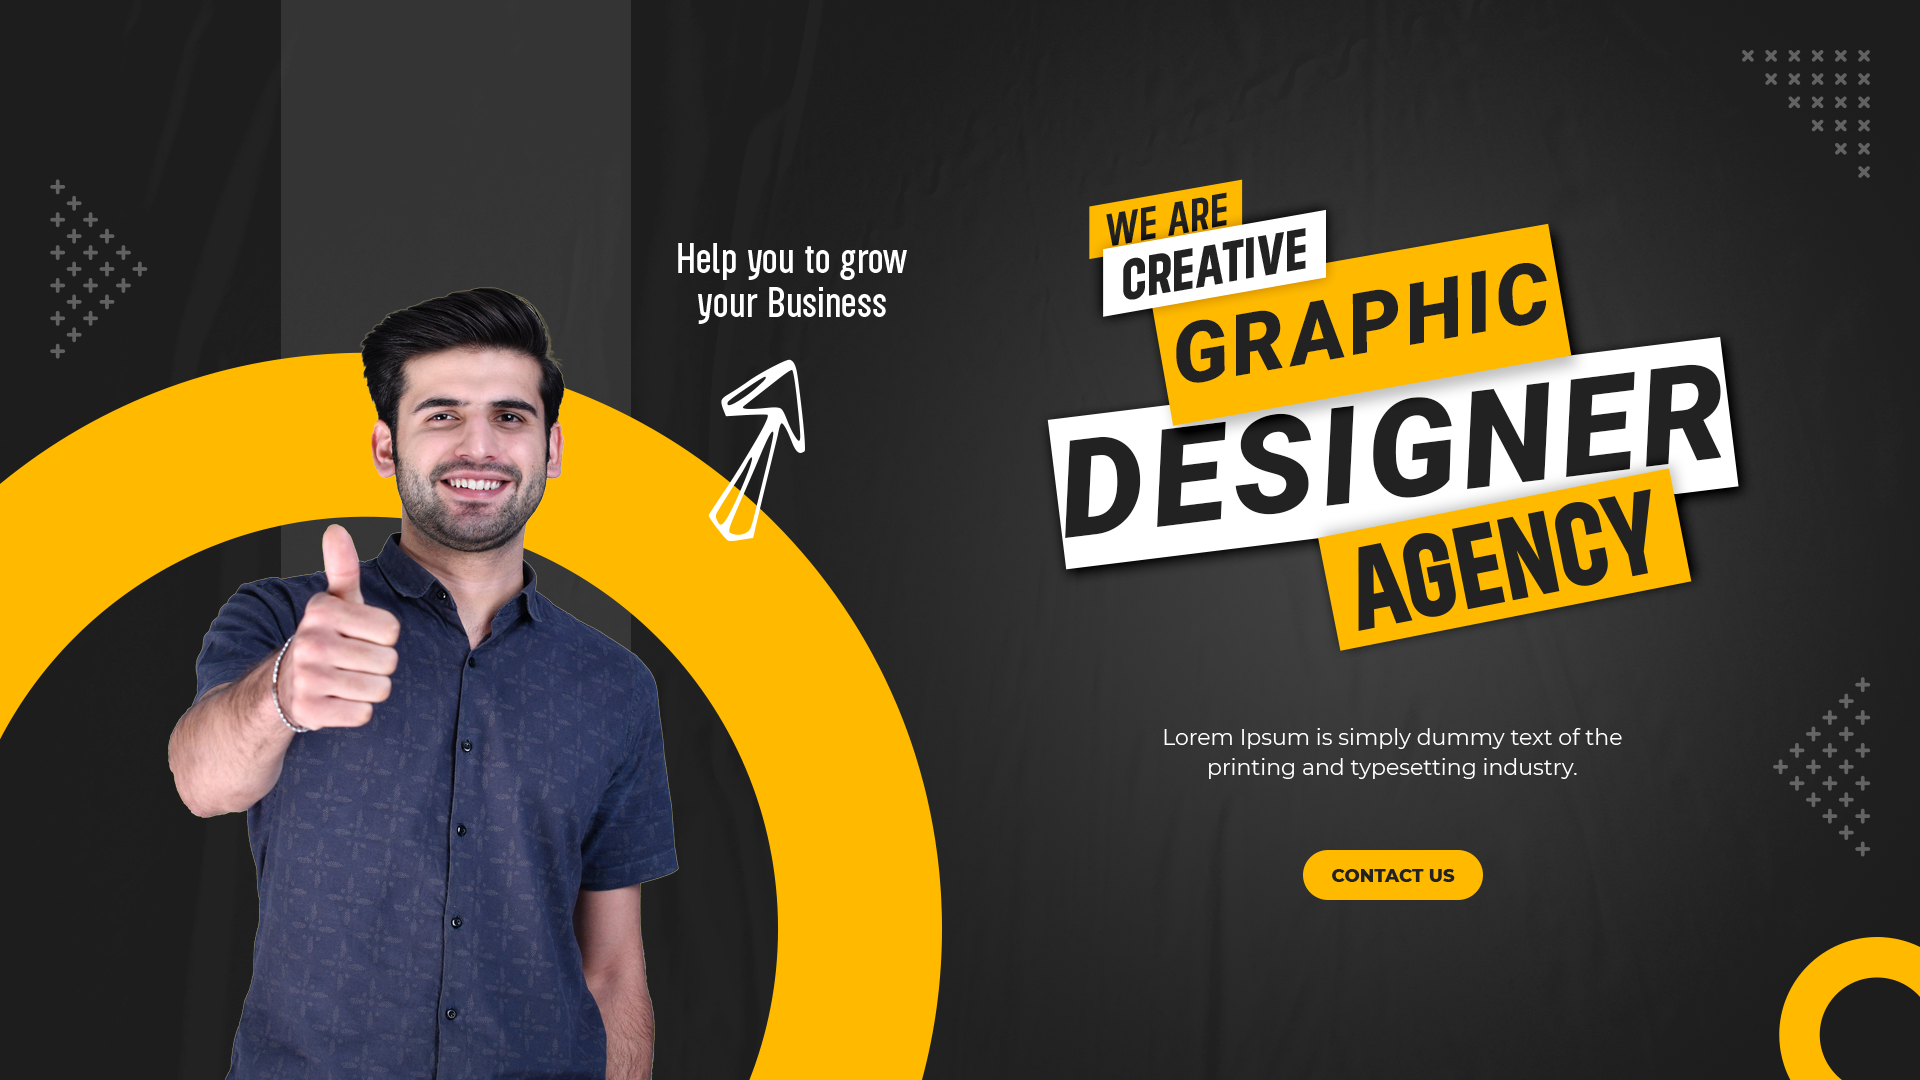 Help you to grow
your Business
WE ARE
CREATIVE
GRAPHIC
DESIGNER
AGENCY
Lorem Ipsum is simply dummy text of the
printing and typesetting industry.
CONTACT US